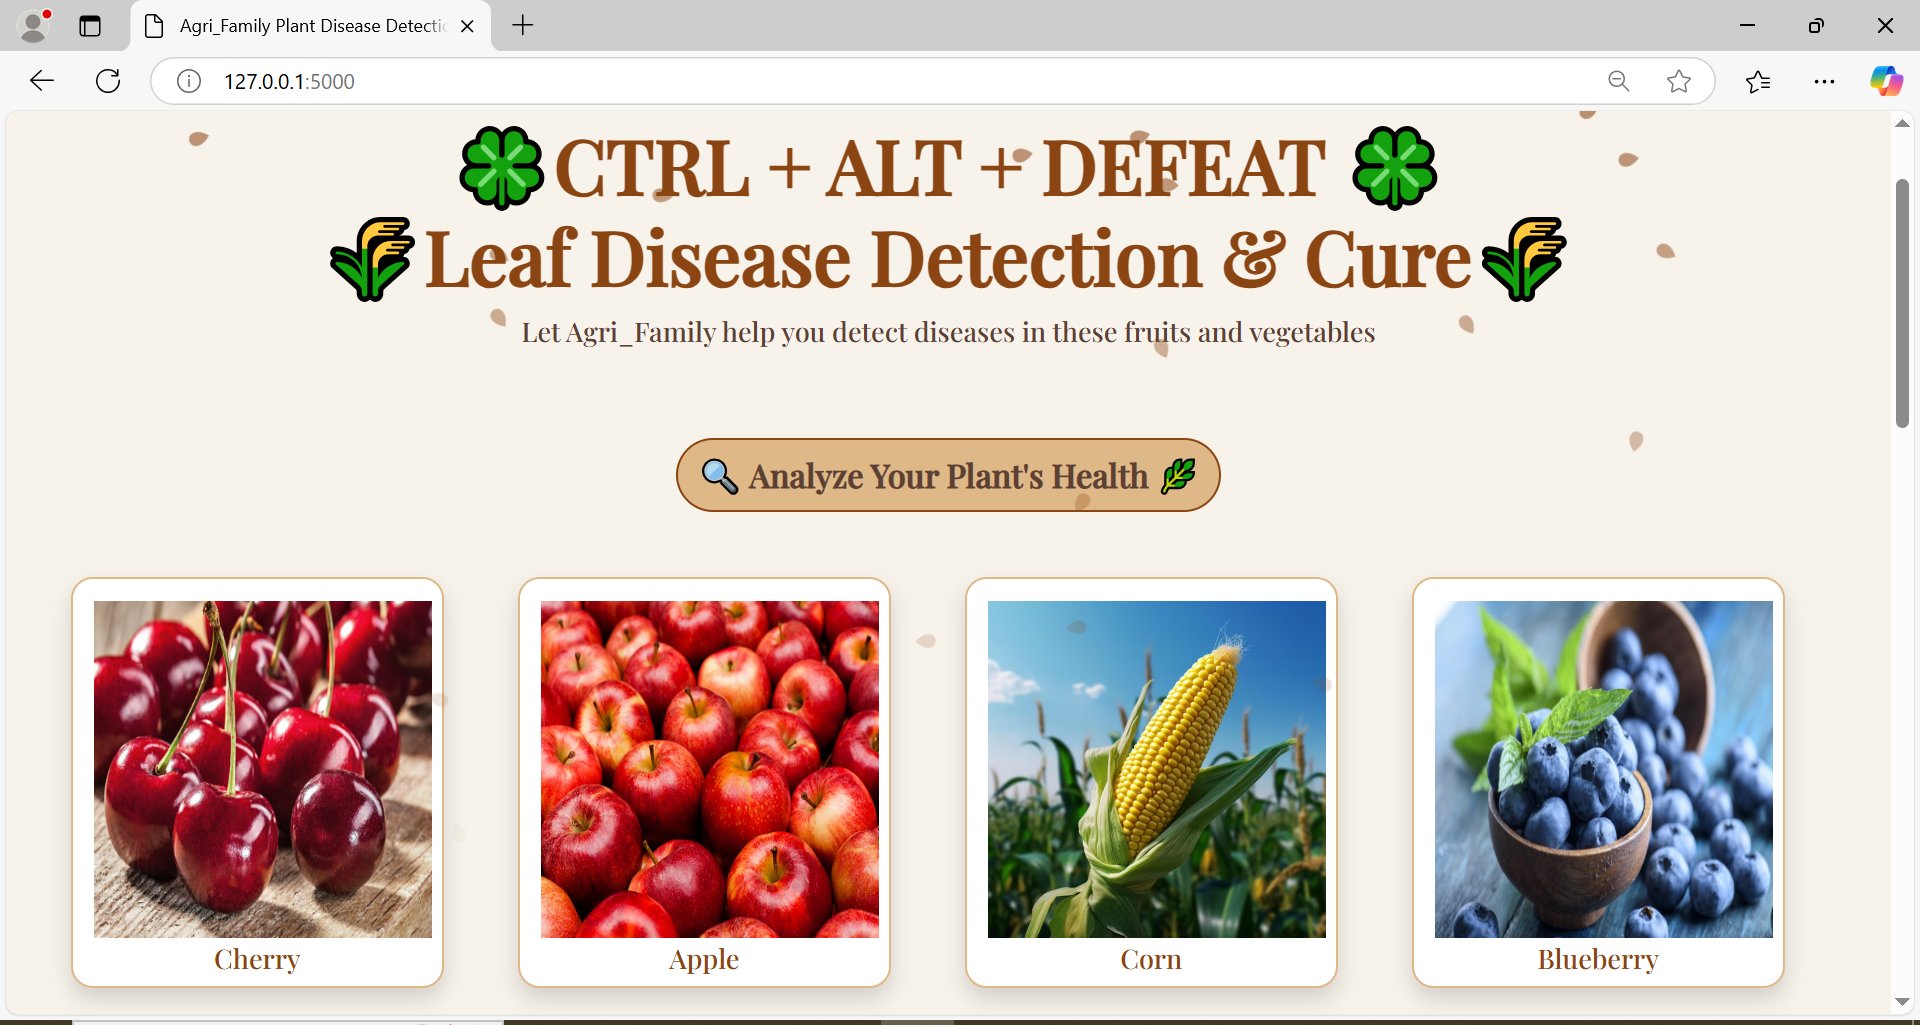 Agri_Family Plant Disease Detectic
127.0.0.1:5000
CTRL + ALT + DEFEAT
Leaf Disease Detection & Cure
Let Agri_Family help you detect diseases in these fruits and vegetables
Analyze Your Plant's Health
Cherry
Apple
Corn
Blueberry